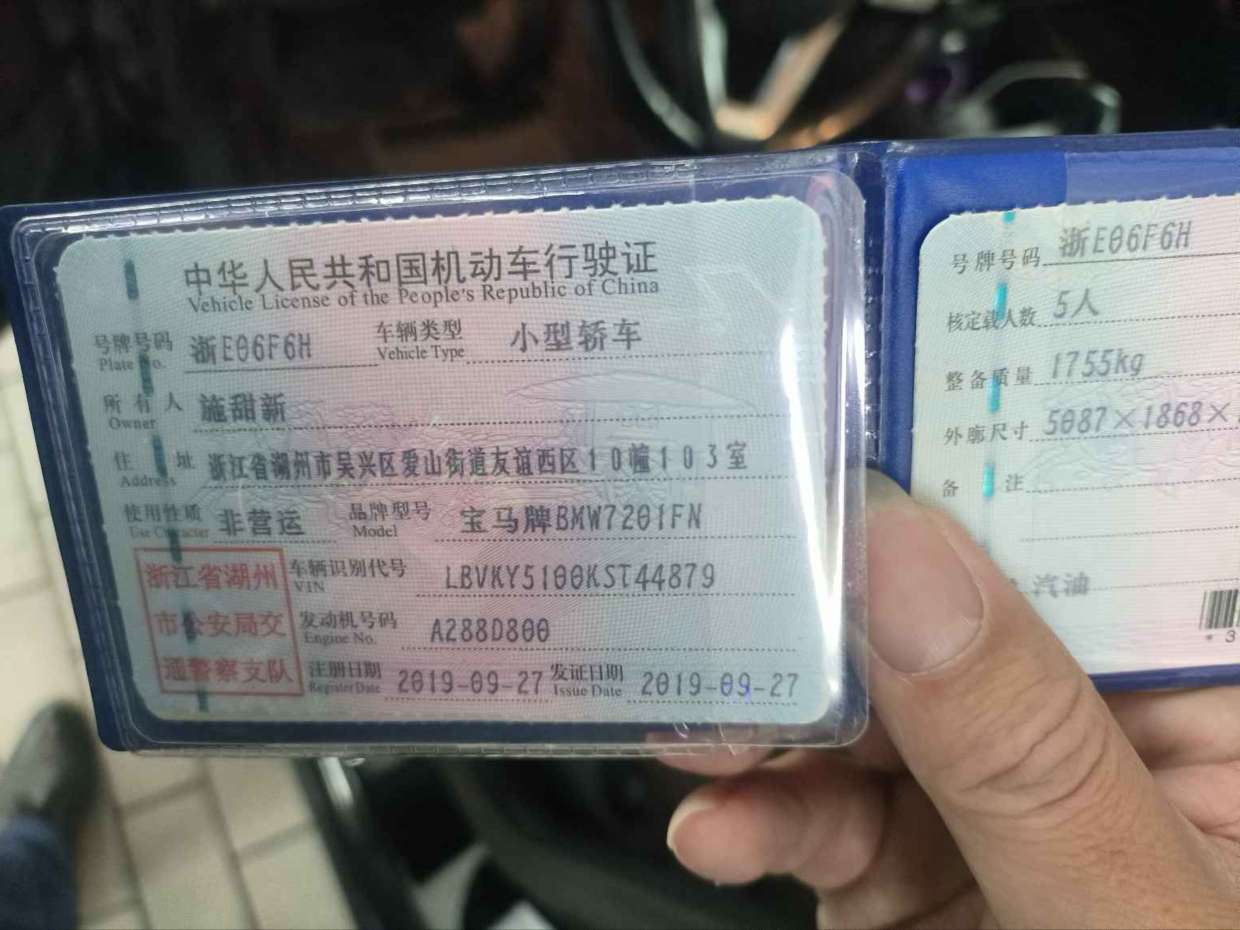 中华人民共和国机动车行驶证
Vehicle License of the People's Republic of China
号牌号码 浙E06F6H 车辆类型 小型轿车
Plate No. Vehicle Type
所有人 施甜新
Owner
住址 浙江省湖州市吴兴区爱山街道友谊西区10幢103室
Address
使用性质 非营运 品牌型号 宝马牌BMW7201FN
Use Character Model
浙江省湖州
市公安局交
通警察支队
车辆识别代号 LBVKY5100KST44879
VIN
发动机号码 A288D800
Engine No.
注册日期 2019-09-27 发证日期 2019-09-27
Register Date Issue Date
号牌号码 浙E06F6H
核定载人数 5人
整备质量 1755kg
外廓尺寸 5087×1868×
备注
汽油
*3